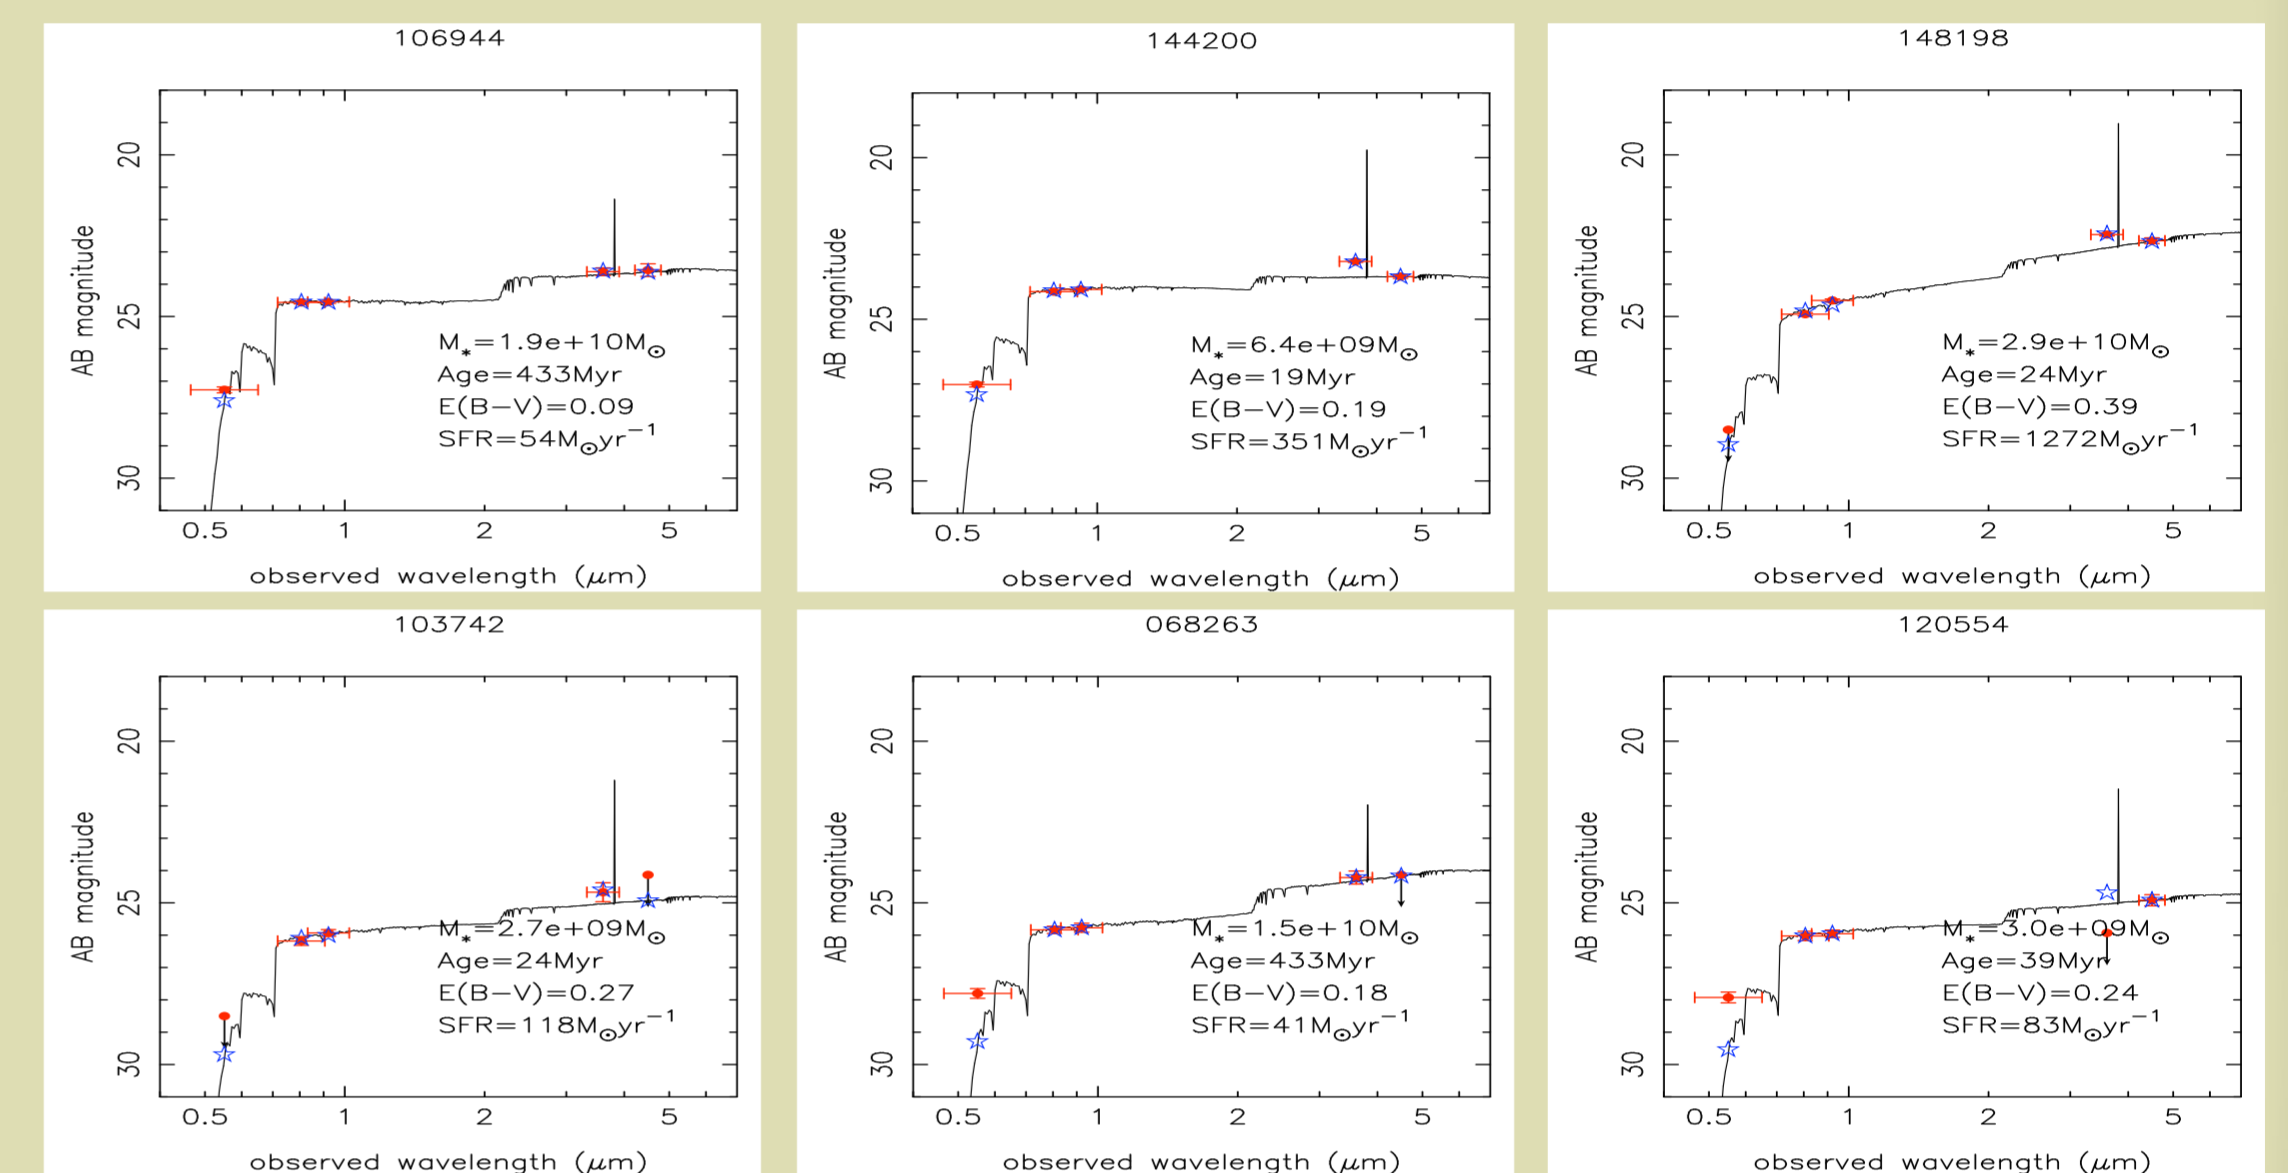 106944
20
25
30
AB magnitude
M*=1.9e+10M⊙
Age=433Myr
E(B−V)=0.09
SFR=54M⊙yr−1
0.5 1 2 5
observed wavelength (μm)
144200
20
25
30
AB magnitude
M*=6.4e+09M⊙
Age=19Myr
E(B−V)=0.19
SFR=351M⊙yr−1
0.5 1 2 5
observed wavelength (μm)
148198
20
25
30
AB magnitude
M*=2.9e+10M⊙
Age=24Myr
E(B−V)=0.39
SFR=1272M⊙yr−1
0.5 1 2 5
observed wavelength (μm)
103742
20
25
30
AB magnitude
M*=2.7e+09M⊙
Age=24Myr
E(B−V)=0.27
SFR=118M⊙yr−1
0.5 1 2 5
observed wavelength (μm)
068263
20
25
30
AB magnitude
M*=1.5e+10M⊙
Age=433Myr
E(B−V)=0.18
SFR=41M⊙yr−1
0.5 1 2 5
observed wavelength (μm)
120554
20
25
30
AB magnitude
M*=3.0e+09M⊙
Age=39Myr
E(B−V)=0.24
SFR=83M⊙yr−1
0.5 1 2 5
observed wavelength (μm)